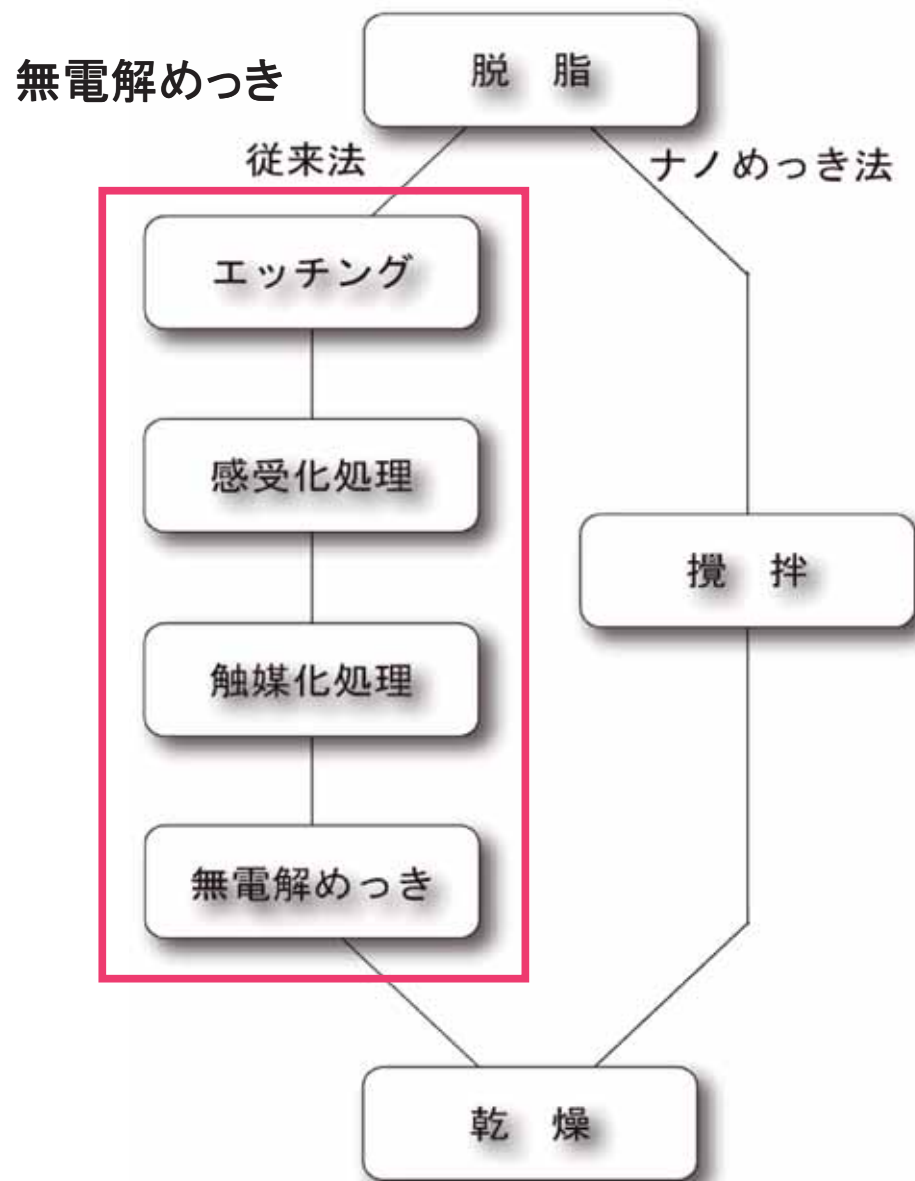 無電解めっき
脱 脂
従来法
ナノめっき法
エッチング
感受化処理
触媒化処理
無電解めっき
攪 拌
乾 燥